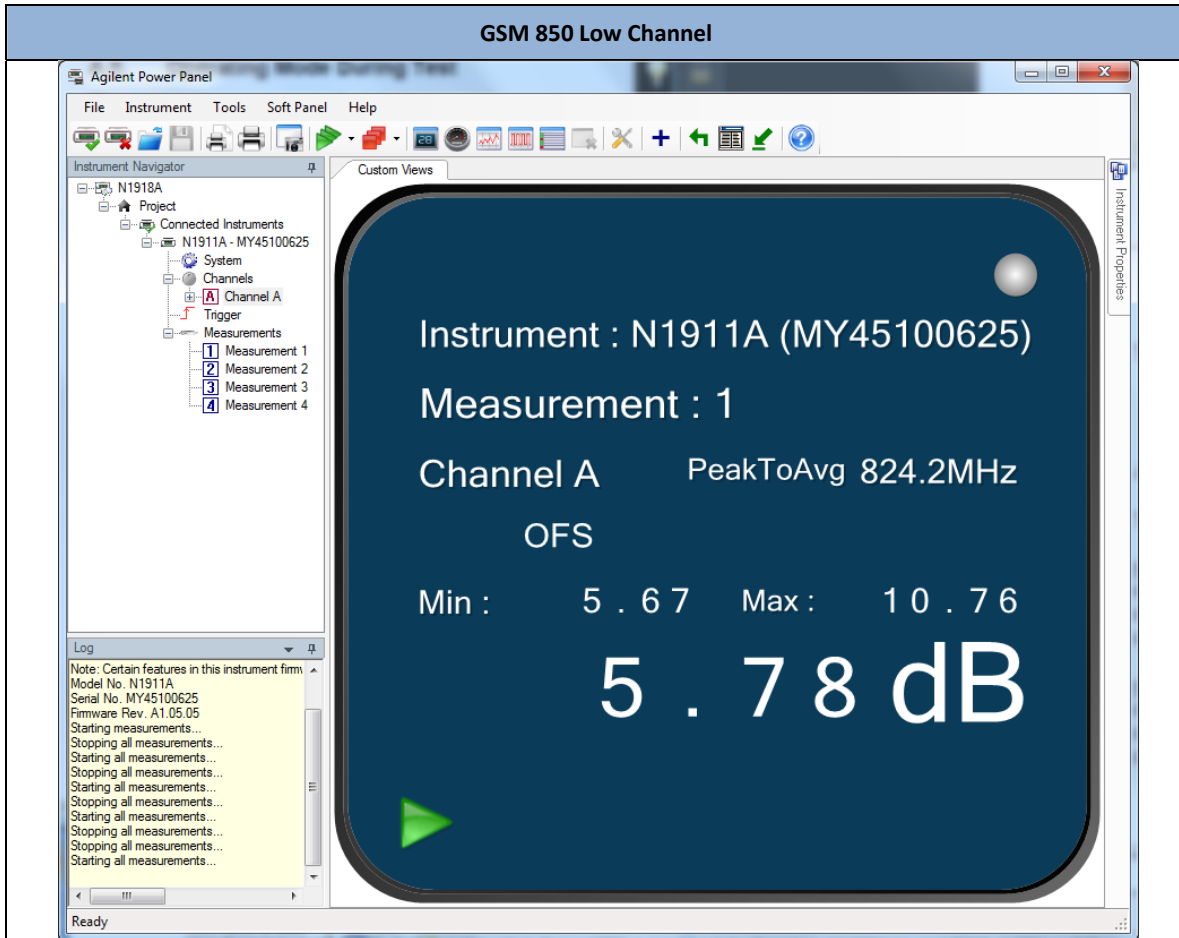 GSM 850 Low Channel
Agilent Power Panel
File Instrument Tools Soft Panel Help
Instrument Navigator
Custom Views
N1918A
Project
Connected Instruments
N1911A - MY45100625
System
Channels
A Channel A
Trigger
Measurements
1 Measurement 1
2 Measurement 2
3 Measurement 3
4 Measurement 4
Instrument Properties
Instrument : N1911A (MY45100625)
Measurement : 1
Channel A PeakToAvg 824.2MHz
OFS
Min : 5.67 Max : 10.76
5.78 dB
Log
Note: Certain features in this instrument firm
Model No. N1911A
Serial No. MY45100625
Firmware Rev. A1.05.05
Starting measurements...
Stopping all measurements...
Starting all measurements...
Stopping all measurements...
Starting all measurements...
Stopping all measurements...
Starting all measurements...
Stopping all measurements...
Stopping all measurements...
Starting all measurements...
Ready